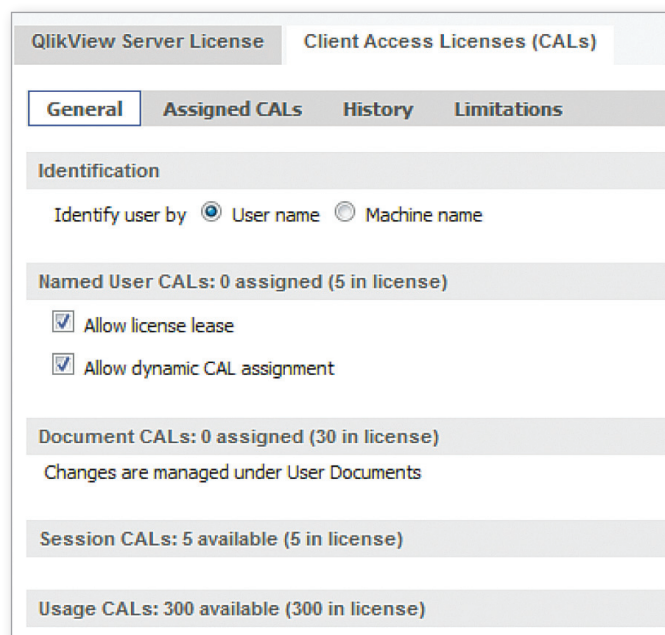 QlikView Server License Client Access Licenses (CALs)
General Assigned CALs History Limitations
Identification
Identify user by User name Machine name
Named User CALs: 0 assigned (5 in license)
Allow license lease
Allow dynamic CAL assignment
Document CALs: 0 assigned (30 in license)
Changes are managed under User Documents
Session CALs: 5 available (5 in license)
Usage CALs: 300 available (300 in license)